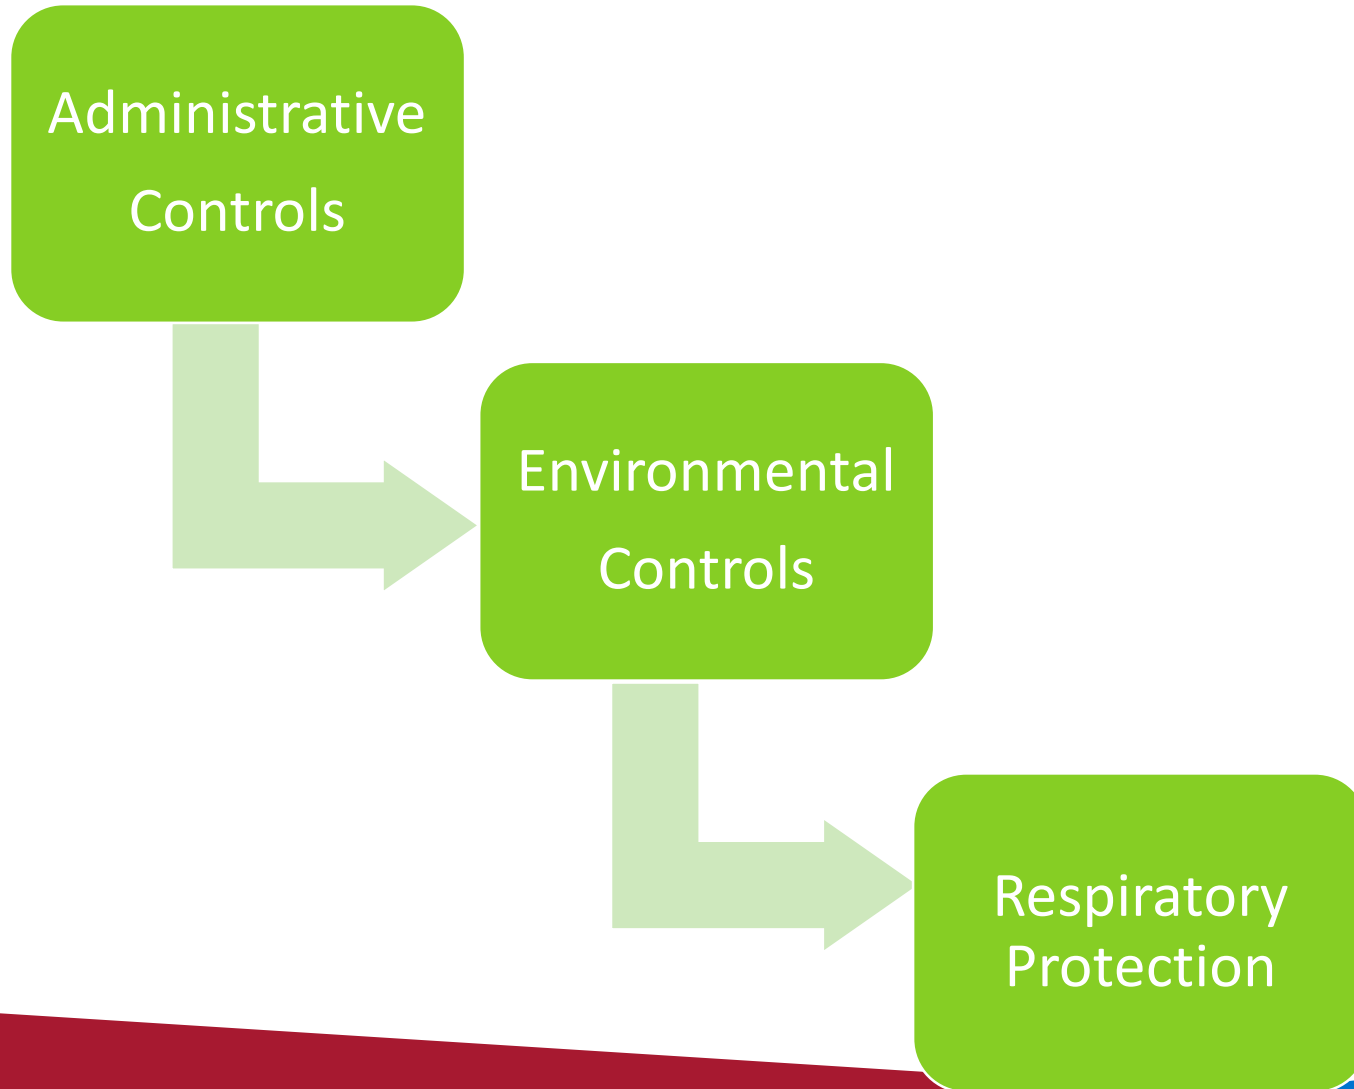 Administrative
Controls
Environmental
Controls
Respiratory
Protection